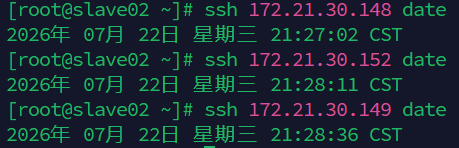 [root@slave02 ~]# ssh 172.21.30.148 date
2026年 07月 22日 星期三 21:27:02 CST
[root@slave02 ~]# ssh 172.21.30.152 date
2026年 07月 22日 星期三 21:28:11 CST
[root@slave02 ~]# ssh 172.21.30.149 date
2026年 07月 22日 星期三 21:28:36 CST